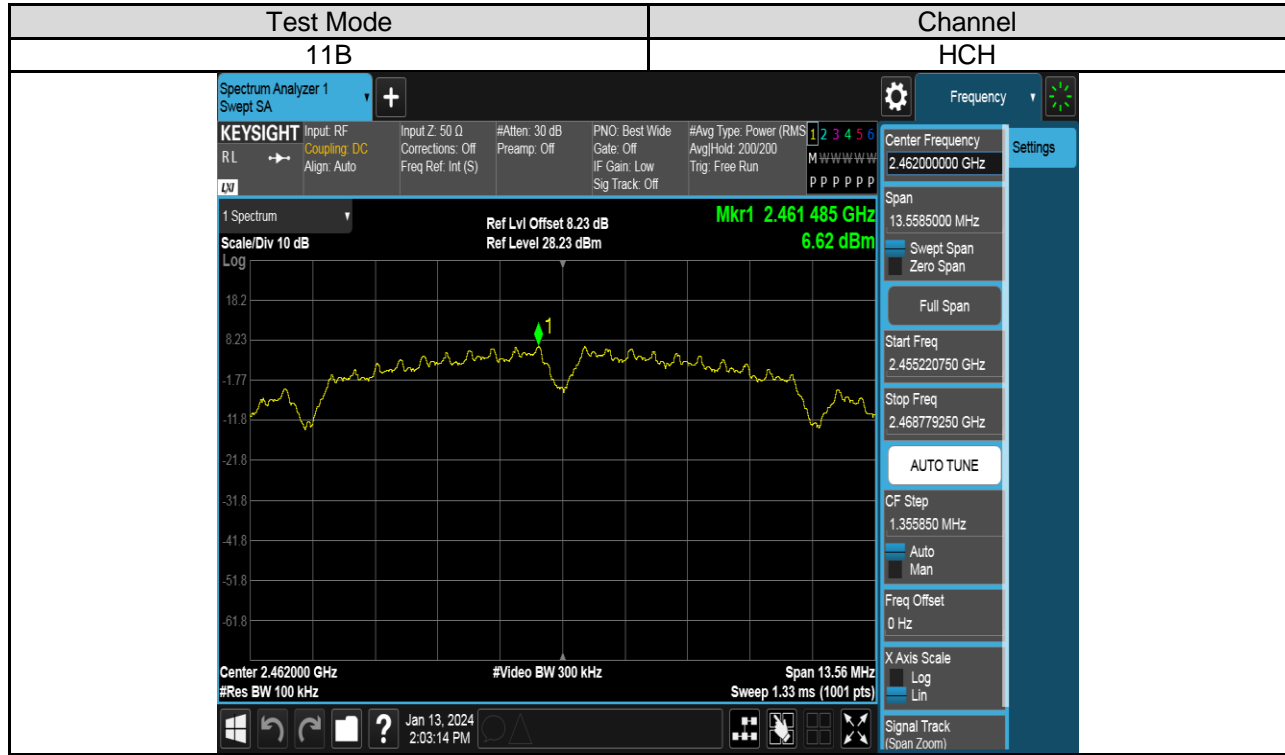 Test Mode Channel
11B HCH
Spectrum Analyzer 1
Swept SA
+
Frequency
KEYSIGHT
RL
LXI
Input: RF
Coupling: DC
Align: Auto
Input Z: 50 Ω
Corrections: Off
Freq Ref: Int (S)
#Atten: 30 dB
Preamp: Off
PNO: Best Wide
Gate: Off
IF Gain: Low
Sig Track: Off
#Avg Type: Power (RMS
Avg|Hold: 200/200
Trig: Free Run
1 2 3 4 5 6
M W W W W W
P P P P P P
1 Spectrum
Scale/Div 10 dB
Log
Ref Lvl Offset 8.23 dB
Ref Level 28.23 dBm
Mkr1 2.461 485 GHz
6.62 dBm
1
18.2
8.23
-1.77
-11.8
-21.8
-31.8
-41.8
-51.8
-61.8
Center 2.462000 GHz
#Res BW 100 kHz
#Video BW 300 kHz
Span 13.56 MHz
Sweep 1.33 ms (1001 pts)
?
Jan 13, 2024
2:03:14 PM
Center Frequency
2.462000000 GHz
Settings
Span
13.5585000 MHz
Swept Span
Zero Span
Full Span
Start Freq
2.455220750 GHz
Stop Freq
2.468779250 GHz
AUTO TUNE
CF Step
1.355850 MHz
Auto
Man
Freq Offset
0 Hz
X Axis Scale
Log
Lin
Signal Track
(Span Zoom)